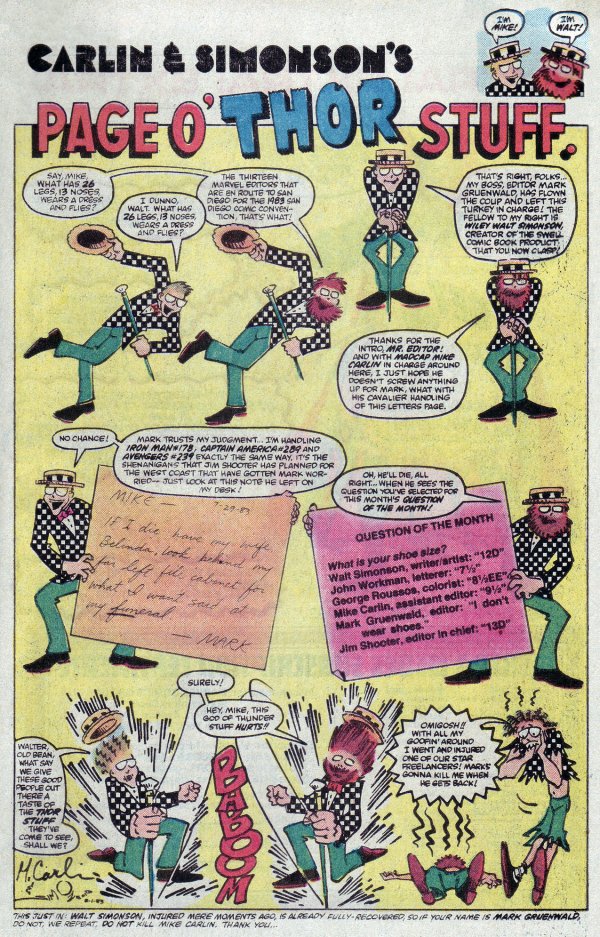 I'M
MIKE!
I'M
WALT!
CARLIN & SIMONSON'S
PAGE O' THOR STUFF.
SAY, MIKE,
WHAT HAS 26
LEGS, 13 NOSES,
WEARS A DRESS
AND FLIES?
I DUNNO,
WALT. WHAT HAS
26 LEGS, 13 NOSES,
WEARS A DRESS
AND FLIES?
THE THIRTEEN
MARVEL EDITORS THAT
ARE EN ROUTE TO SAN
DIEGO FOR THE 1983 SAN
DIEGO COMIC CONVEN-
TION, THAT'S WHAT!
THAT'S RIGHT, FOLKS...
MY BOSS, EDITOR MARK
GRUENWALD, HAS FLOWN
THE COUP AND LEFT THIS
TURKEY IN CHARGE! THE
FELLOW TO MY RIGHT IS
WILEY WALT SIMONSON,
CREATOR OF THE SWELL
COMIC BOOK PRODUCT
THAT YOU NOW CLASP!
THANKS FOR THE
INTRO, MR. EDITOR!
AND WITH MADCAP MIKE
CARLIN IN CHARGE AROUND
HERE, I JUST HOPE HE
DOESN'T SCREW ANYTHING
UP FOR MARK, WHAT WITH
HIS CAVALIER HANDLING
OF THIS LETTERS PAGE.
NO CHANCE!
MARK TRUSTS MY JUDGMENT... I'M HANDLING
IRON MAN #178, CAPTAIN AMERICA #289 AND
AVENGERS #239 EXACTLY THE SAME WAY. IT'S THE
SHENANIGANS THAT JIM SHOOTER HAS PLANNED FOR
THE WEST COAST THAT HAVE GOTTEN MARK WOR-
RIED-- JUST LOOK AT THIS NOTE HE LEFT ON
MY DESK!
OH, HE'LL DIE, ALL
RIGHT... WHEN HE SEES THE
QUESTION YOU'VE SELECTED FOR
THIS MONTH'S QUESTION
OF THE MONTH!
MIKE 7-29-83
IF I die have my wife
Belinda, look behind my
far left file cabinet for
what I want said at
my funeral
— MARK
QUESTION OF THE MONTH
What is your shoe size?
Walt Simonson, writer/artist: "12D"
John Workman, letterer: "7½"
George Roussos, colorist: "8½EE"
Mike Carlin, assistant editor: "9½"
Mark Gruenwald, editor: "I don't
wear shoes."
Jim Shooter, editor in chief: "13D"
WALTER,
OLD BEAN,
WHAT SAY
WE GIVE
THESE GOOD
PEOPLE OUT
THERE A
TASTE OF
THE THOR
STUFF
THEY'VE
COME TO SEE,
SHALL WE?
SURELY!
HEY, MIKE, THIS
GOD OF THUNDER
STUFF HURTS!!
BADOOM
OMIGOSH!!
WITH ALL MY
GOOFIN' AROUND
I WENT AND INJURED
ONE OF OUR STAR
FREELANCERS! MARK'S
GONNA KILL ME WHEN
HE GETS BACK!
M. Carlin
&
8-1-83
THIS JUST IN: WALT SIMONSON, INJURED MERE MOMENTS AGO, IS ALREADY FULLY-RECOVERED, SO IF YOUR NAME IS MARK GRUENWALD,
DO NOT, WE REPEAT, DO NOT KILL MIKE CARLIN. THANK YOU...